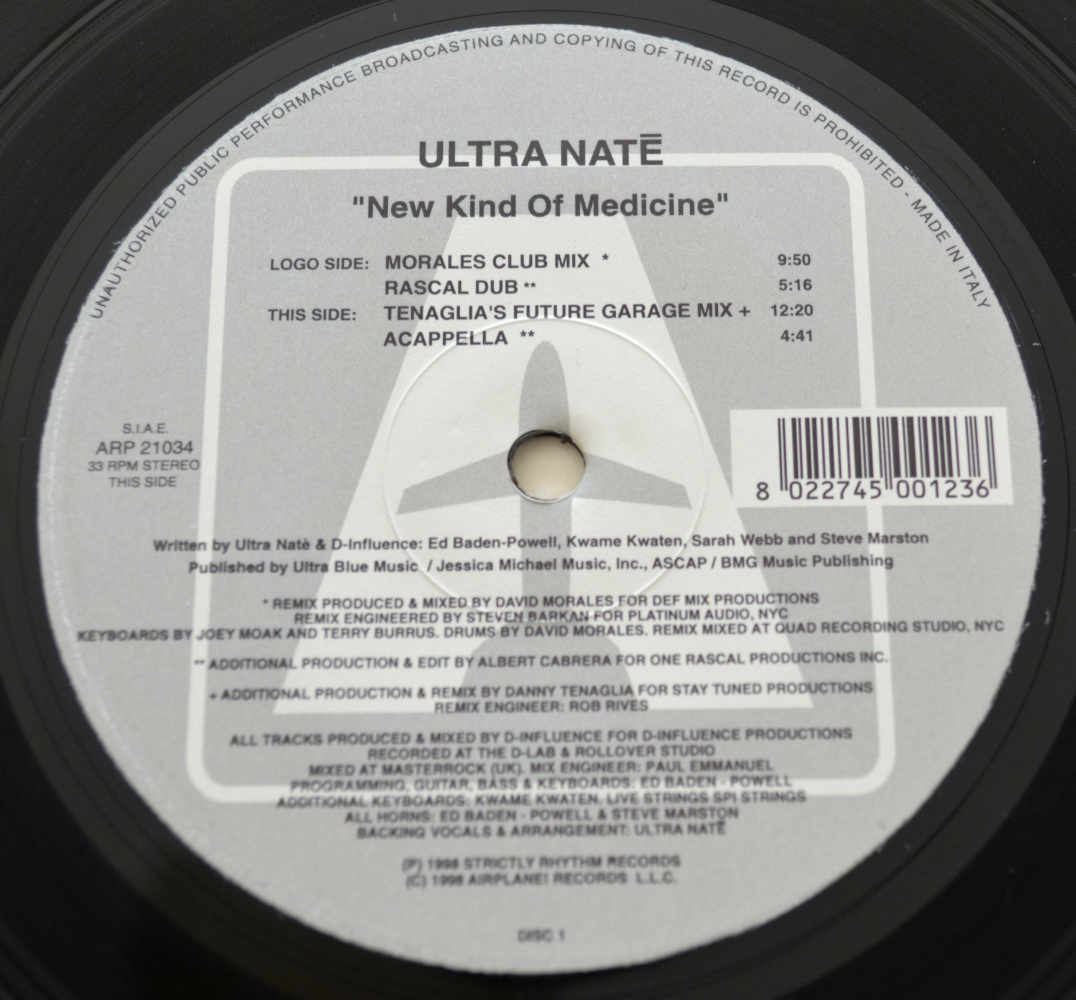 UNAUTHORIZED PUBLIC PERFORMANCE BROADCASTING AND COPYING OF THIS RECORD IS PROHIBITED - MADE IN ITALY
ULTRA NATĒ
"New Kind Of Medicine"
LOGO SIDE: MORALES CLUB MIX * 9:50
RASCAL DUB ** 5:16
THIS SIDE: TENAGLIA'S FUTURE GARAGE MIX + 12:20
ACAPPELLA ** 4:41
S.I.A.E.
ARP 21034
33 RPM STEREO
THIS SIDE
8 022745 001236
Written by Ultra Natè & D-Influence: Ed Baden-Powell, Kwame Kwaten, Sarah Webb and Steve Marston
Published by Ultra Blue Music / Jessica Michael Music, Inc., ASCAP / BMG Music Publishing
* REMIX PRODUCED & MIXED BY DAVID MORALES FOR DEF MIX PRODUCTIONS
REMIX ENGINEERED BY STEVEN BARKAN FOR PLATINUM AUDIO, NYC
KEYBOARDS BY JOEY MOAK AND TERRY BURRUS. DRUMS BY DAVID MORALES. REMIX MIXED AT QUAD RECORDING STUDIO, NYC
** ADDITIONAL PRODUCTION & EDIT BY ALBERT CABRERA FOR ONE RASCAL PRODUCTIONS INC.
+ ADDITIONAL PRODUCTION & REMIX BY DANNY TENAGLIA FOR STAY TUNED PRODUCTIONS
REMIX ENGINEER: ROB RIVES
ALL TRACKS PRODUCED & MIXED BY D-INFLUENCE FOR D-INFLUENCE PRODUCTIONS
RECORDED AT THE D-LAB & ROLLOVER STUDIO
MIXED AT MASTERROCK (UK). MIX ENGINEER: PAUL EMMANUEL
PROGRAMMING, GUITAR, BASS & KEYBOARDS: ED BADEN - POWELL
ADDITIONAL KEYBOARDS: KWAME KWATEN. LIVE STRINGS SPI STRINGS
ALL HORNS: ED BADEN - POWELL & STEVE MARSTON
BACKING VOCALS & ARRANGEMENT: ULTRA NATĒ
(P) 1998 STRICTLY RHYTHM RECORDS
(C) 1998 AIRPLANE! RECORDS L.L.C.
DISC 1